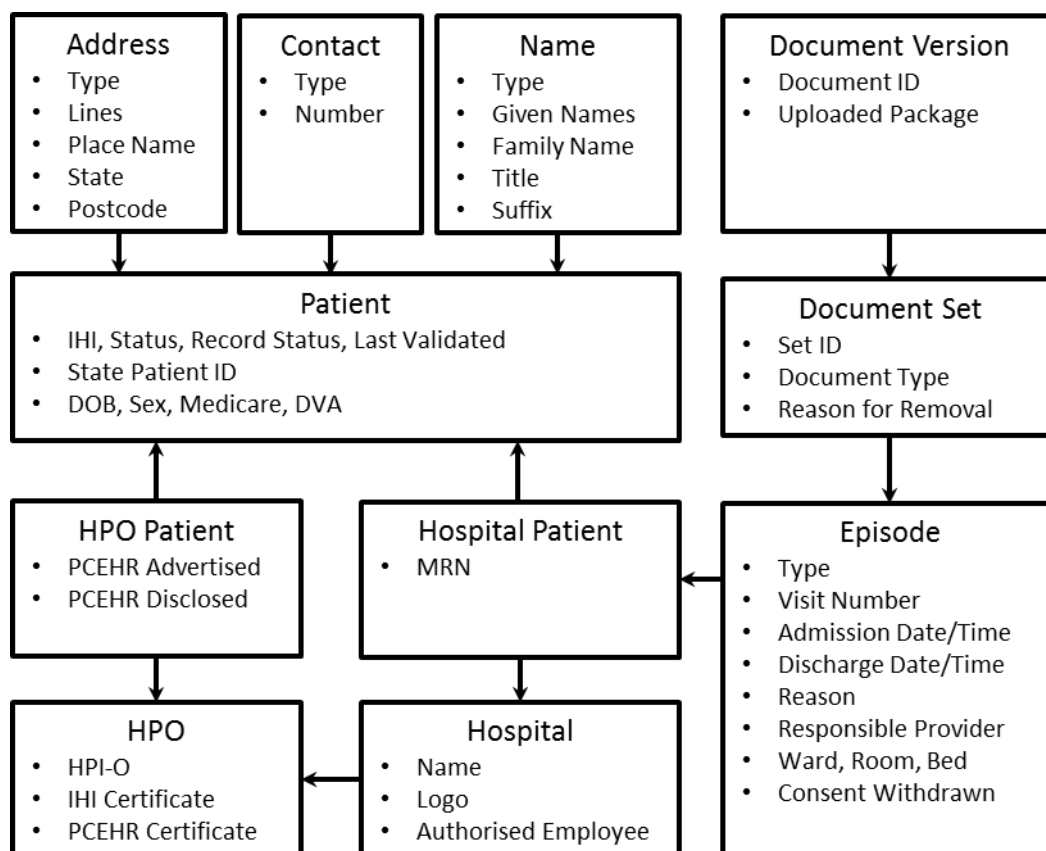 Address
• Type
• Lines
• Place Name
• State
• Postcode
Contact
• Type
• Number
Name
• Type
• Given Names
• Family Name
• Title
• Suffix
Document Version
• Document ID
• Uploaded Package
Patient
• IHI, Status, Record Status, Last Validated
• State Patient ID
• DOB, Sex, Medicare, DVA
Document Set
• Set ID
• Document Type
• Reason for Removal
HPO Patient
• PCEHR Advertised
• PCEHR Disclosed
Hospital Patient
• MRN
Episode
• Type
• Visit Number
• Admission Date/Time
• Discharge Date/Time
• Reason
• Responsible Provider
• Ward, Room, Bed
• Consent Withdrawn
HPO
• HPI-O
• IHI Certificate
• PCEHR Certificate
Hospital
• Name
• Logo
• Authorised Employee